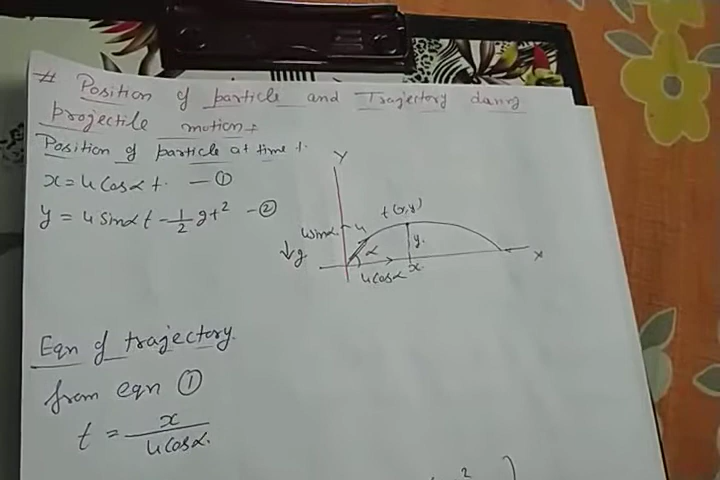 # Position of particle and Trajectory during
projectile motion:
Position of particle at time t.
x = u cosα t. — ①
y = u sinα t - 1/2 gt² — ②
Y
t(x,y)
u sinα
u
↓g
α
y.
u cosα
x.
X
Eqn of trajectory.
from eqn ①
t = x / u cosα.